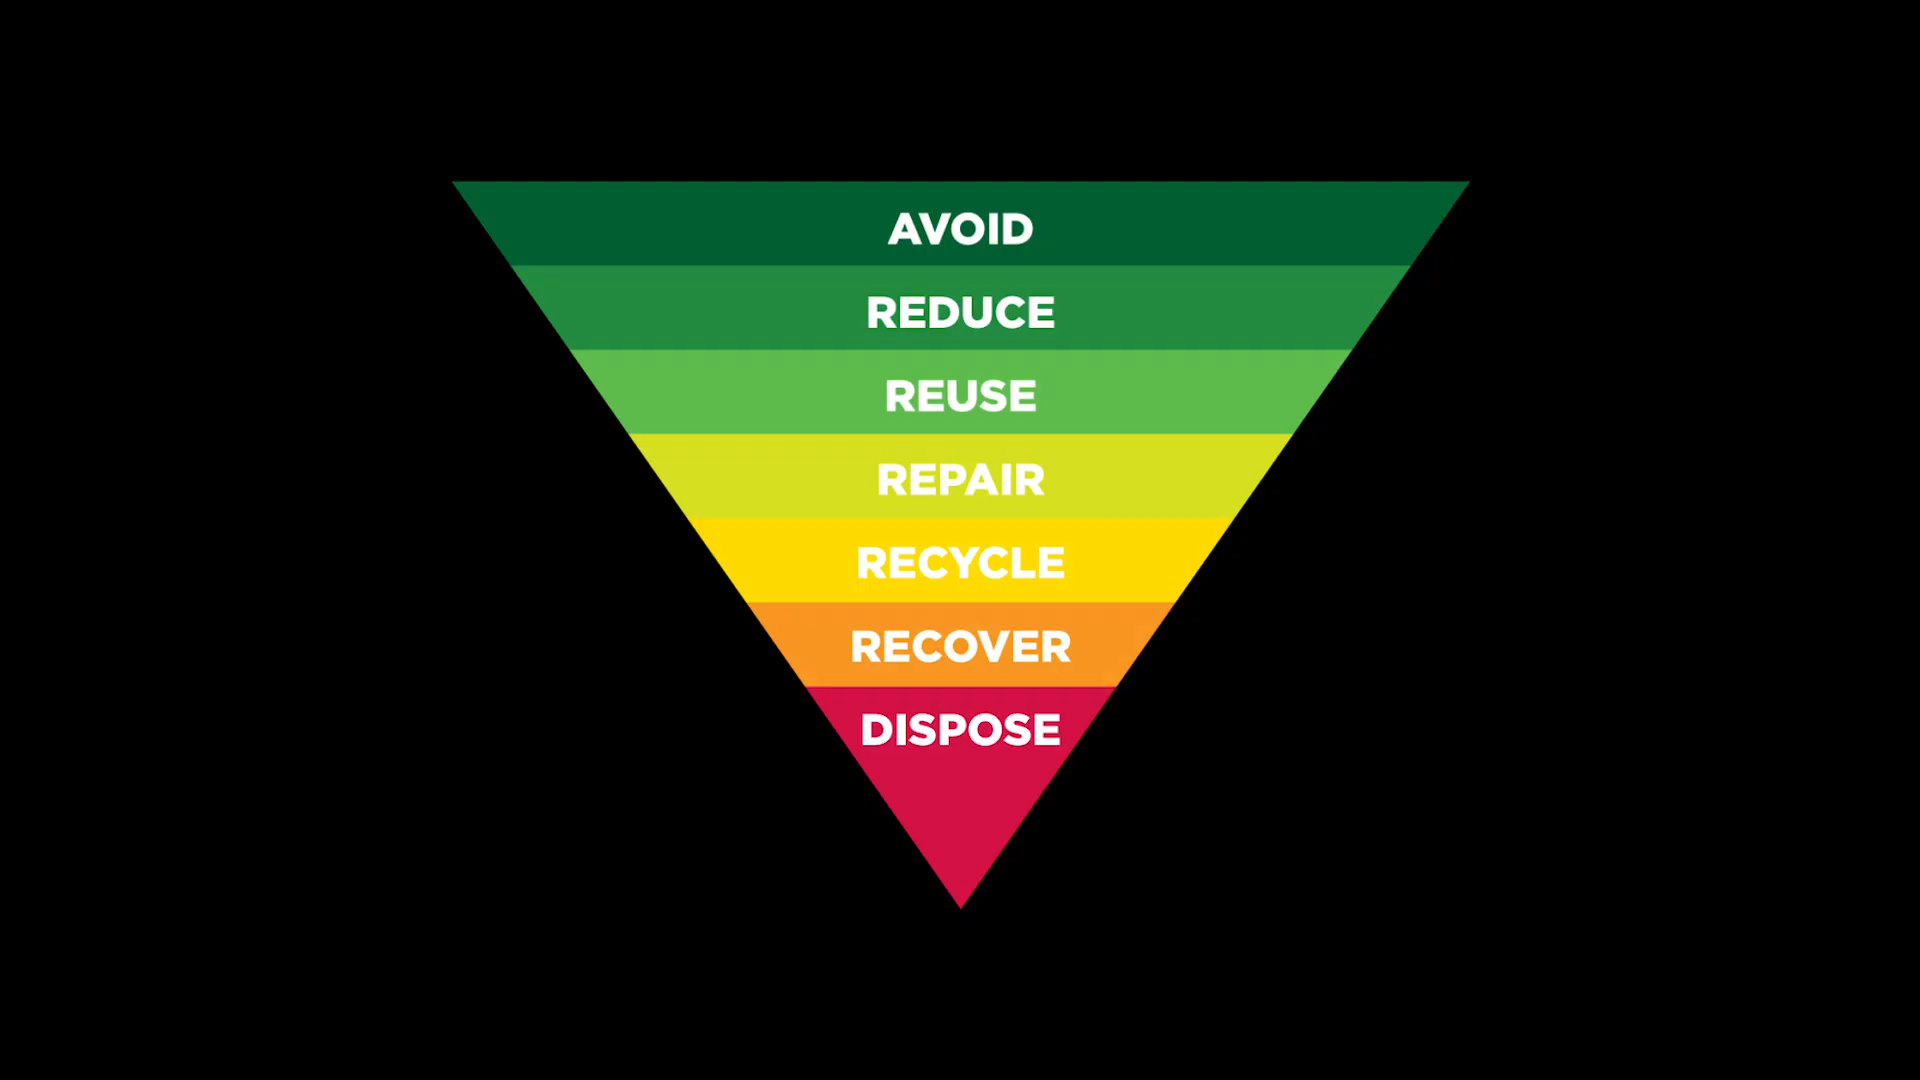 AVOID
REDUCE
REUSE
REPAIR
RECYCLE
RECOVER
DISPOSE